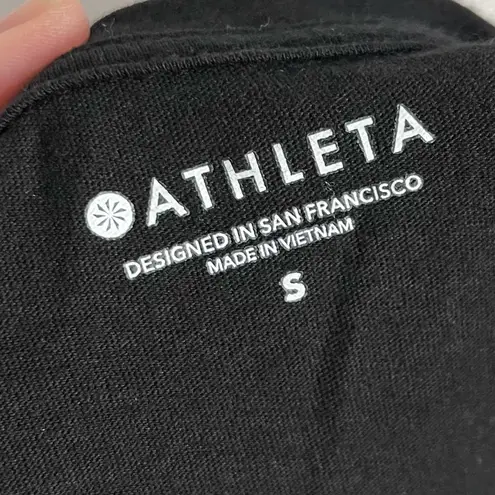 ATHLETA
DESIGNED IN SAN FRANCISCO
MADE IN VIETNAM
S